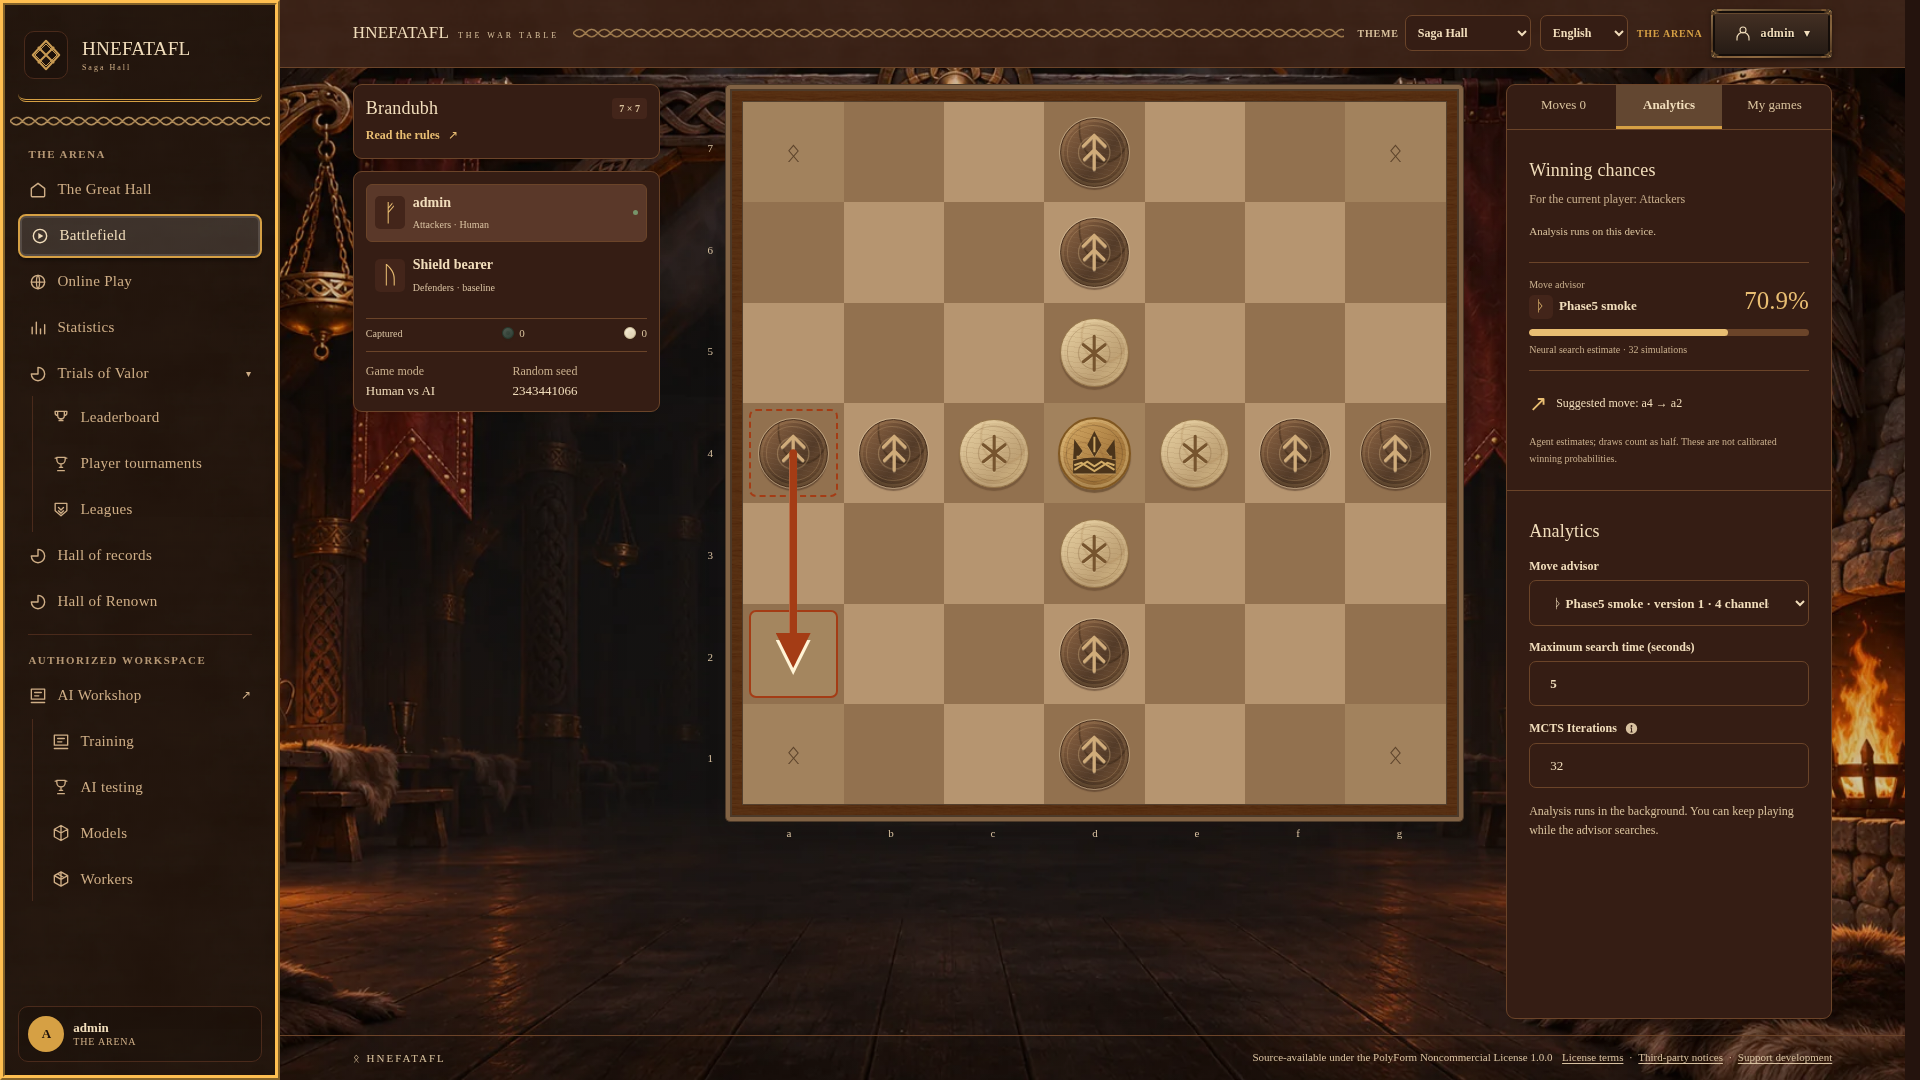 HNEFATAFL
Saga Hall
THE ARENA
The Great Hall
Battlefield
Online Play
Statistics
Trials of Valor
Leaderboard
Player tournaments
Leagues
Hall of records
Hall of Renown
AUTHORIZED WORKSPACE
AI Workshop ↗
Training
AI testing
Models
Workers
A
admin
THE ARENA
HNEFATAFL THE WAR TABLE
THEME
Saga Hall
English
THE ARENA
admin ▾
Brandubh
7 × 7
Read the rules ↗
ᚠ
admin
Attackers · Human
ᚢ
Shield bearer
Defenders · baseline
Captured 0 0
Game mode
Human vs AI
Random seed
2343441066
7
6
5
4
3
2
1
ᛟ ᛟ
ᛟ ᛟ
a b c d e f g
Moves 0
Analytics
My games
Winning chances
For the current player: Attackers
Analysis runs on this device.
Move advisor
ᚦ Phase5 smoke
70.9%
Neural search estimate · 32 simulations
Suggested move: a4 → a2
Agent estimates; draws count as half. These are not calibrated
winning probabilities.
Analytics
Move advisor
ᚦ Phase5 smoke · version 1 · 4 channel
Maximum search time (seconds)
5
MCTS Iterations
32
Analysis runs in the background. You can keep playing
while the advisor searches.
ᛟ HNEFATAFL
Source-available under the PolyForm Noncommercial License 1.0.0 License terms · Third-party notices · Support development